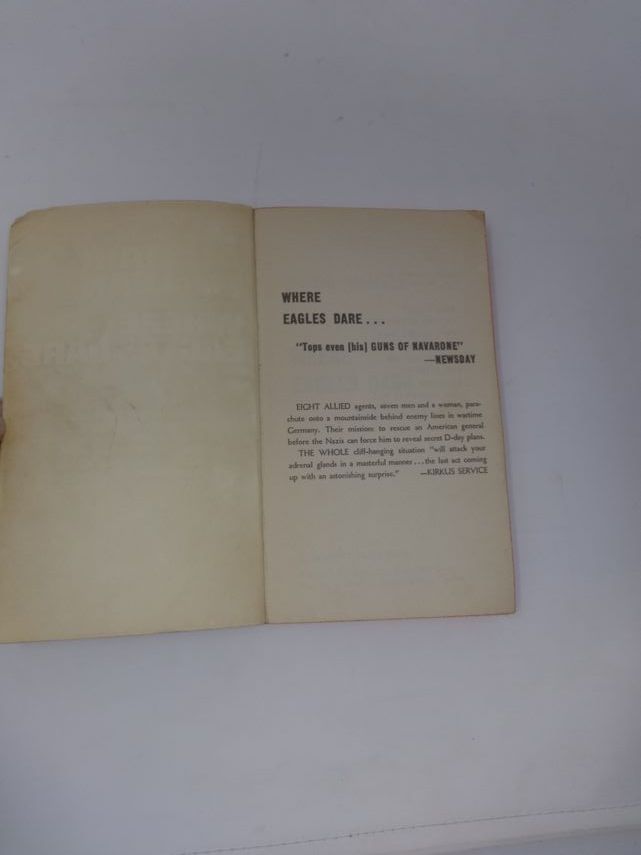 WHERE
EAGLES DARE...
"Tops even [his] GUNS OF NAVARONE"
—NEWSDAY
EIGHT ALLIED agents, seven men and a woman, para-
chute onto a mountainside behind enemy lines in wartime
Germany. Their mission: to rescue an American general
before the Nazis can force him to reveal secret D-day plans.
THE WHOLE cliff-hanging situation "will attack your
adrenal glands in a masterful manner...the last act coming
up with an astonishing surprise." —KIRKUS SERVICE